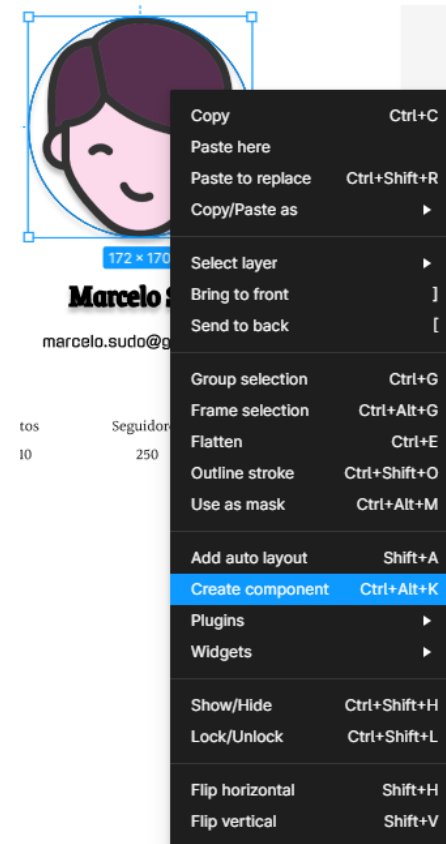 172 × 170
Marcelo
marcelo.sudo@g
tos
Seguidor
10
250
Copy Ctrl+C
Paste here
Paste to replace Ctrl+Shift+R
Copy/Paste as
Select layer
Bring to front ]
Send to back [
Group selection Ctrl+G
Frame selection Ctrl+Alt+G
Flatten Ctrl+E
Outline stroke Ctrl+Shift+O
Use as mask Ctrl+Alt+M
Add auto layout Shift+A
Create component Ctrl+Alt+K
Plugins
Widgets
Show/Hide Ctrl+Shift+H
Lock/Unlock Ctrl+Shift+L
Flip horizontal Shift+H
Flip vertical Shift+V